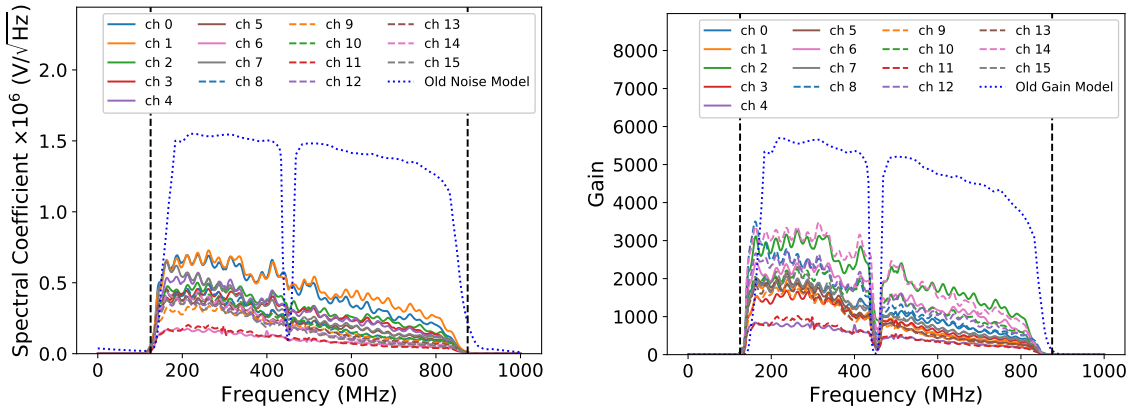 Spectral Coefficient ×10⁶ (V/√Hz)
2.0
1.5
1.0
0.5
0.0
ch 0 ch 5 ch 9 ch 13
ch 1 ch 6 ch 10 ch 14
ch 2 ch 7 ch 11 ch 15
ch 3 ch 8 ch 12 Old Noise Model
ch 4
0 200 400 600 800 1000
Frequency (MHz)
Gain
8000
7000
6000
5000
4000
3000
2000
1000
0
ch 0 ch 5 ch 9 ch 13
ch 1 ch 6 ch 10 ch 14
ch 2 ch 7 ch 11 ch 15
ch 3 ch 8 ch 12 Old Gain Model
ch 4
0 200 400 600 800 1000
Frequency (MHz)